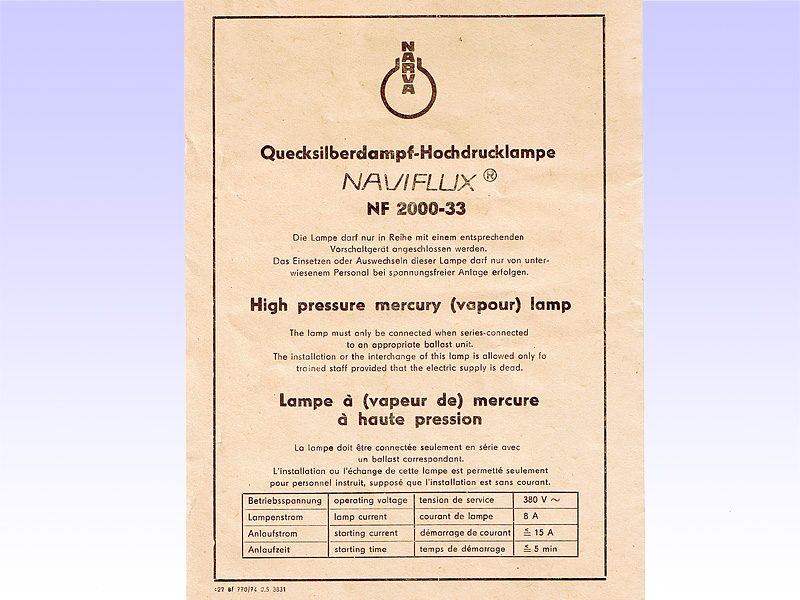 NARVA
Quecksilberdampf-Hochdrucklampe
NAVIFLUX ®
NF 2000-33
Die Lampe darf nur in Reihe mit einem entsprechenden
Vorschaltgerät angeschlossen werden.
Das Einsetzen oder Auswechseln dieser Lampe darf nur von unter-
wiesenem Personal bei spannungsfreier Anlage erfolgen.
High pressure mercury (vapour) lamp
The lamp must only be connected when series-connected
to an appropriate ballast unit.
The installation or the interchange of this lamp is allowed only fo
trained staff provided that the electric supply is dead.
Lampe à (vapeur de) mercure
à haute pression
La lampe doit être connectée seulement en série avec
un ballast correspondant.
L'installation ou l'échange de cette lampe est permetté seulement
pour personnel instruit, supposé que l'installation est sans courant.
Betriebsspannung operating voltage tension de service 380 V ~
Lampenstrom lamp current courant de lampe 8 A
Anlaufstrom starting current démarrage de courant ≦ 15 A
Anlaufzeit starting time temps de démarrage ≦ 5 min
770/74 2.5 3831